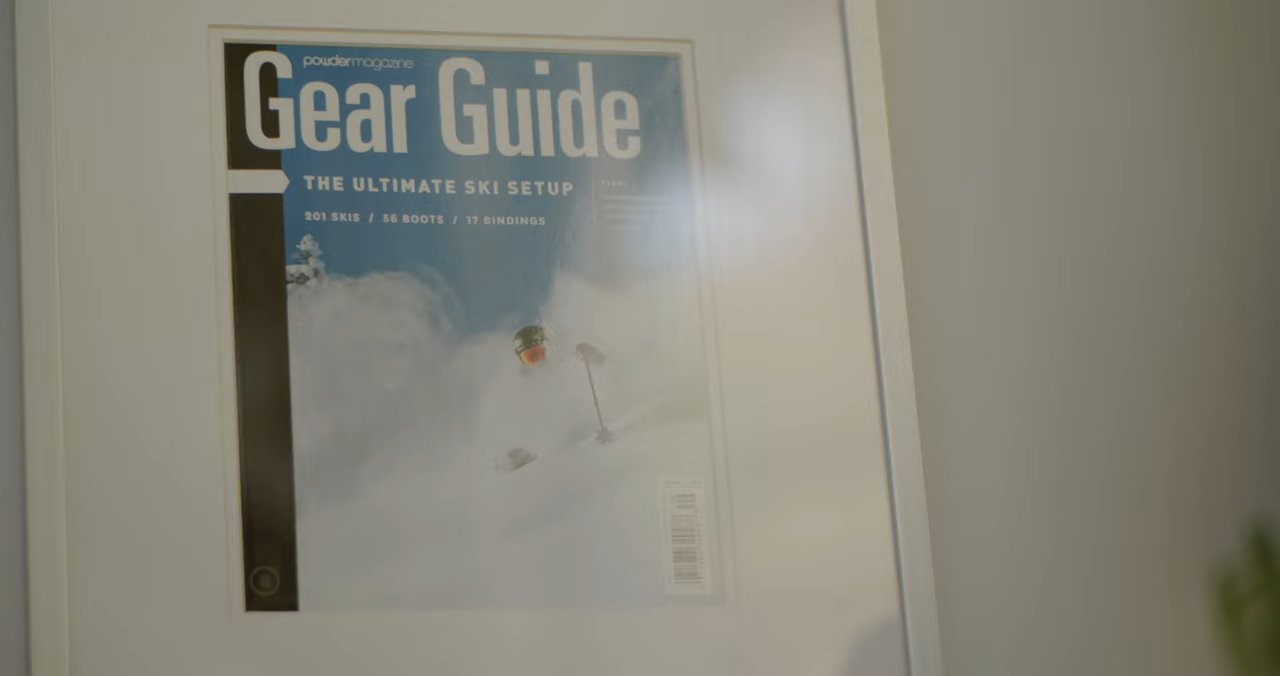 powdermagazine
Gear Guide
THE ULTIMATE SKI SETUP
201 SKIS / 56 BOOTS / 17 BINDINGS